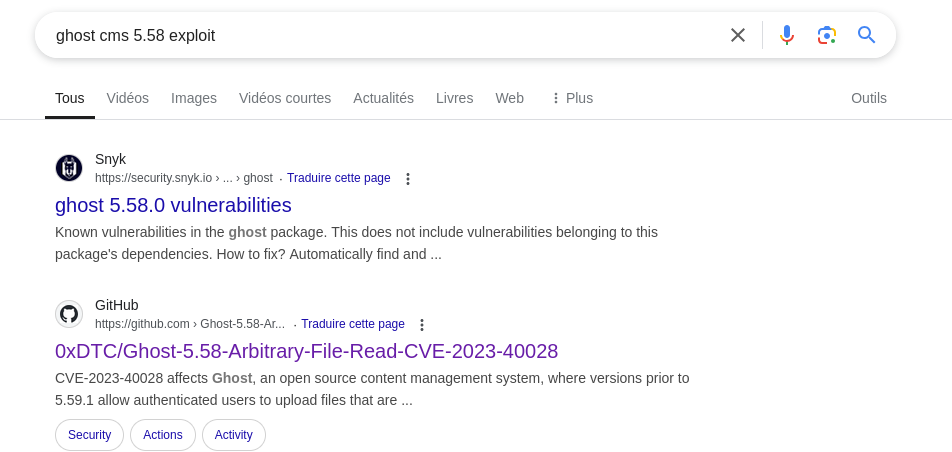 ghost cms 5.58 exploit
Tous Vidéos Images Vidéos courtes Actualités Livres Web Plus Outils
Snyk
https://security.snyk.io › ... › ghost · Traduire cette page
ghost 5.58.0 vulnerabilities
Known vulnerabilities in the ghost package. This does not include vulnerabilities belonging to this
package's dependencies. How to fix? Automatically find and ...
GitHub
https://github.com › Ghost-5.58-Ar... · Traduire cette page
0xDTC/Ghost-5.58-Arbitrary-File-Read-CVE-2023-40028
CVE-2023-40028 affects Ghost, an open source content management system, where versions prior to
5.59.1 allow authenticated users to upload files that are ...
Security Actions Activity